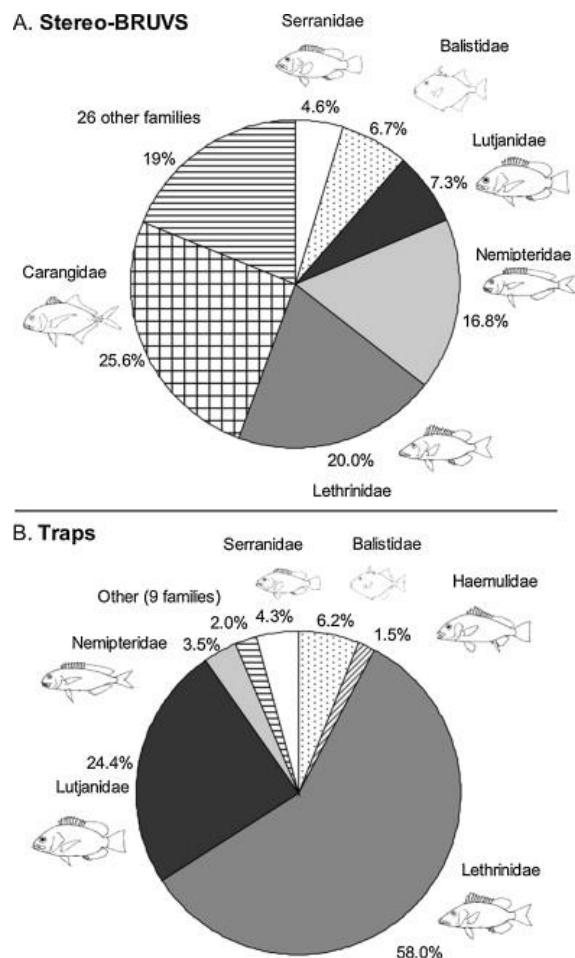 A. Stereo-BRUVS
Serranidae
Balistidae
4.6%
6.7%
26 other families
19%
Lutjanidae
7.3%
Nemipteridae
16.8%
Carangidae
25.6%
20.0%
Lethrinidae
B. Traps
Serranidae
Balistidae
Haemulidae
Other (9 families)
4.3%
6.2%
2.0%
1.5%
Nemipteridae
3.5%
24.4%
Lutjanidae
Lethrinidae
58.0%